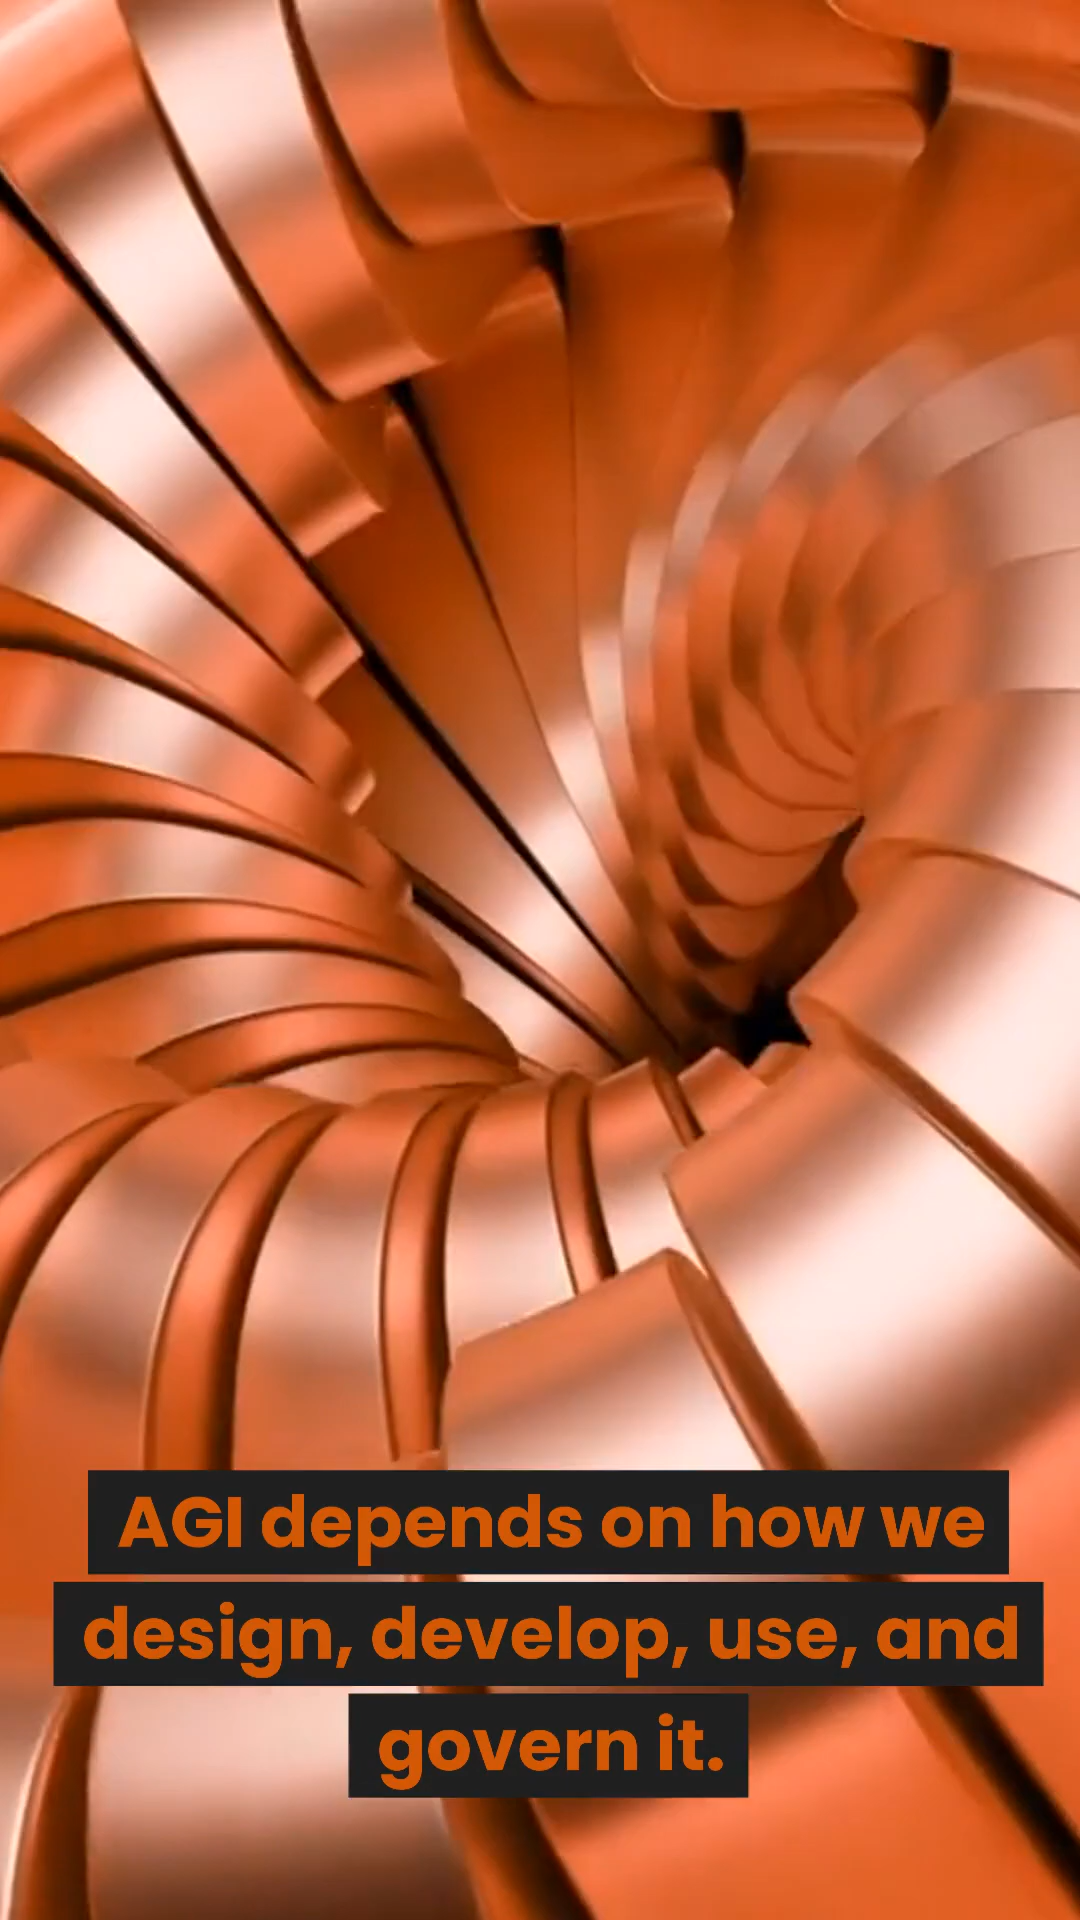 AGI depends on how we
design, develop, use, and
govern it.